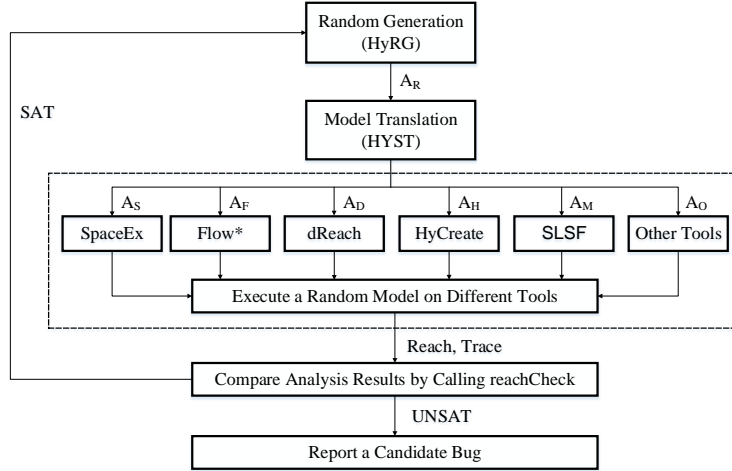 Random Generation
(HyRG)
A_R
SAT
Model Translation
(HYST)
A_S A_F A_D A_H A_M A_O
SpaceEx Flow* dReach HyCreate SLSF Other Tools
Execute a Random Model on Different Tools
Reach, Trace
Compare Analysis Results by Calling reachCheck
UNSAT
Report a Candidate Bug